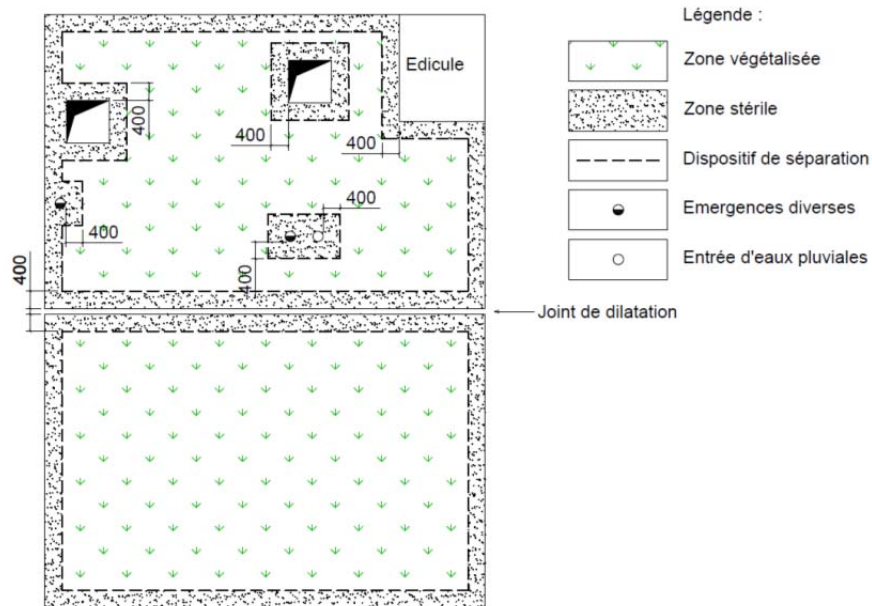 Légende :
Edicule
Zone végétalisée
Zone stérile
400
400
400
Dispositif de séparation
400
Emergences diverses
400
400
Entrée d'eaux pluviales
400
Joint de dilatation